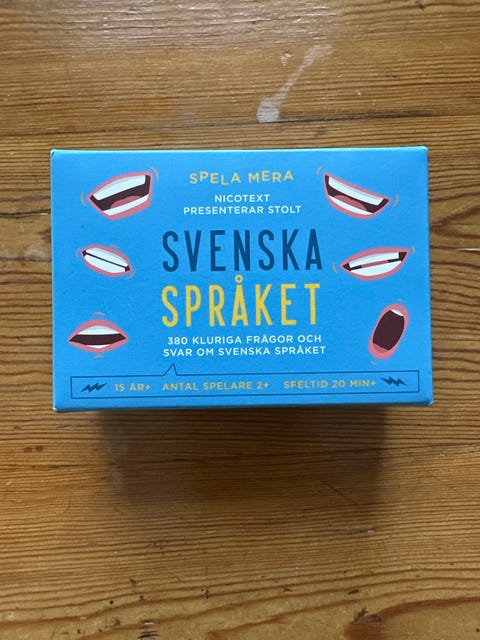 SPELA MERA
NICOTEXT
PRESENTERAR STOLT
SVENSKA
SPRÅKET
380 KLURIGA FRÅGOR OCH
SVAR OM SVENSKA SPRÅKET
15 ÅR+ ANTAL SPELARE 2+ SFELTID 20 MIN+